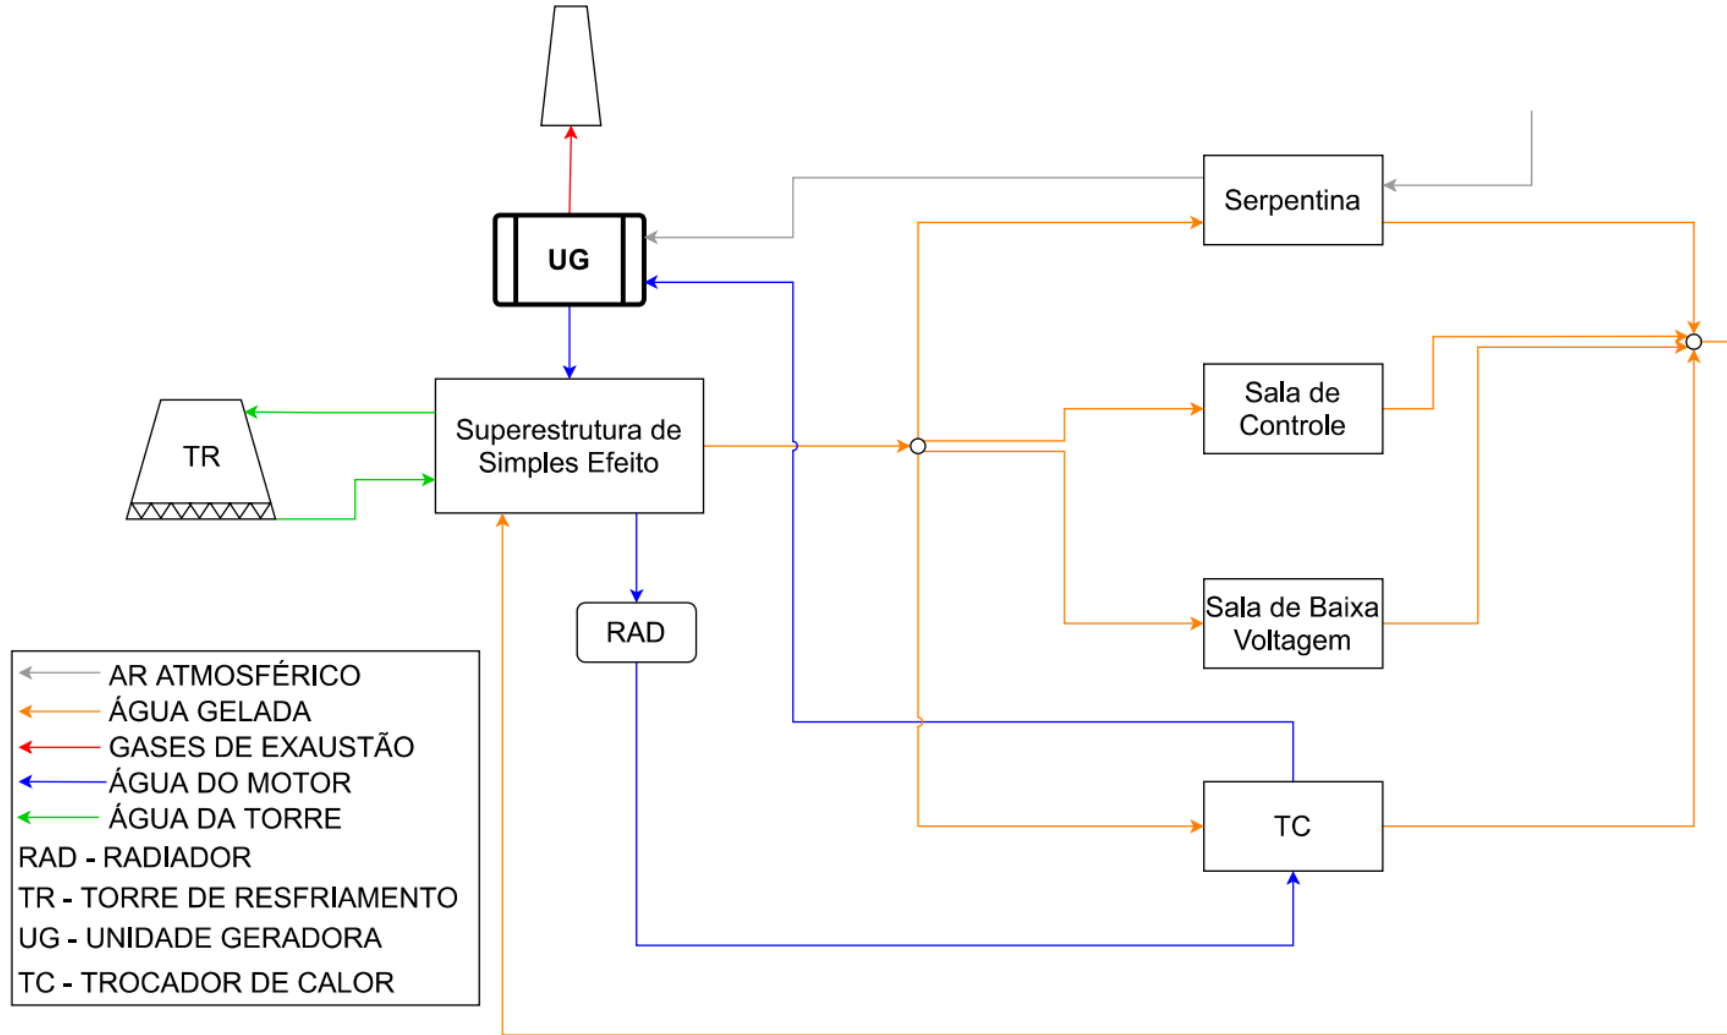 Serpentina
UG
Sala de
Controle
Superestrutura de
Simples Efeito
TR
Sala de Baixa
Voltagem
RAD
AR ATMOSFÉRICO
ÁGUA GELADA
GASES DE EXAUSTÃO
ÁGUA DO MOTOR
ÁGUA DA TORRE
RAD - RADIADOR
TR - TORRE DE RESFRIAMENTO
UG - UNIDADE GERADORA
TC - TROCADOR DE CALOR
TC